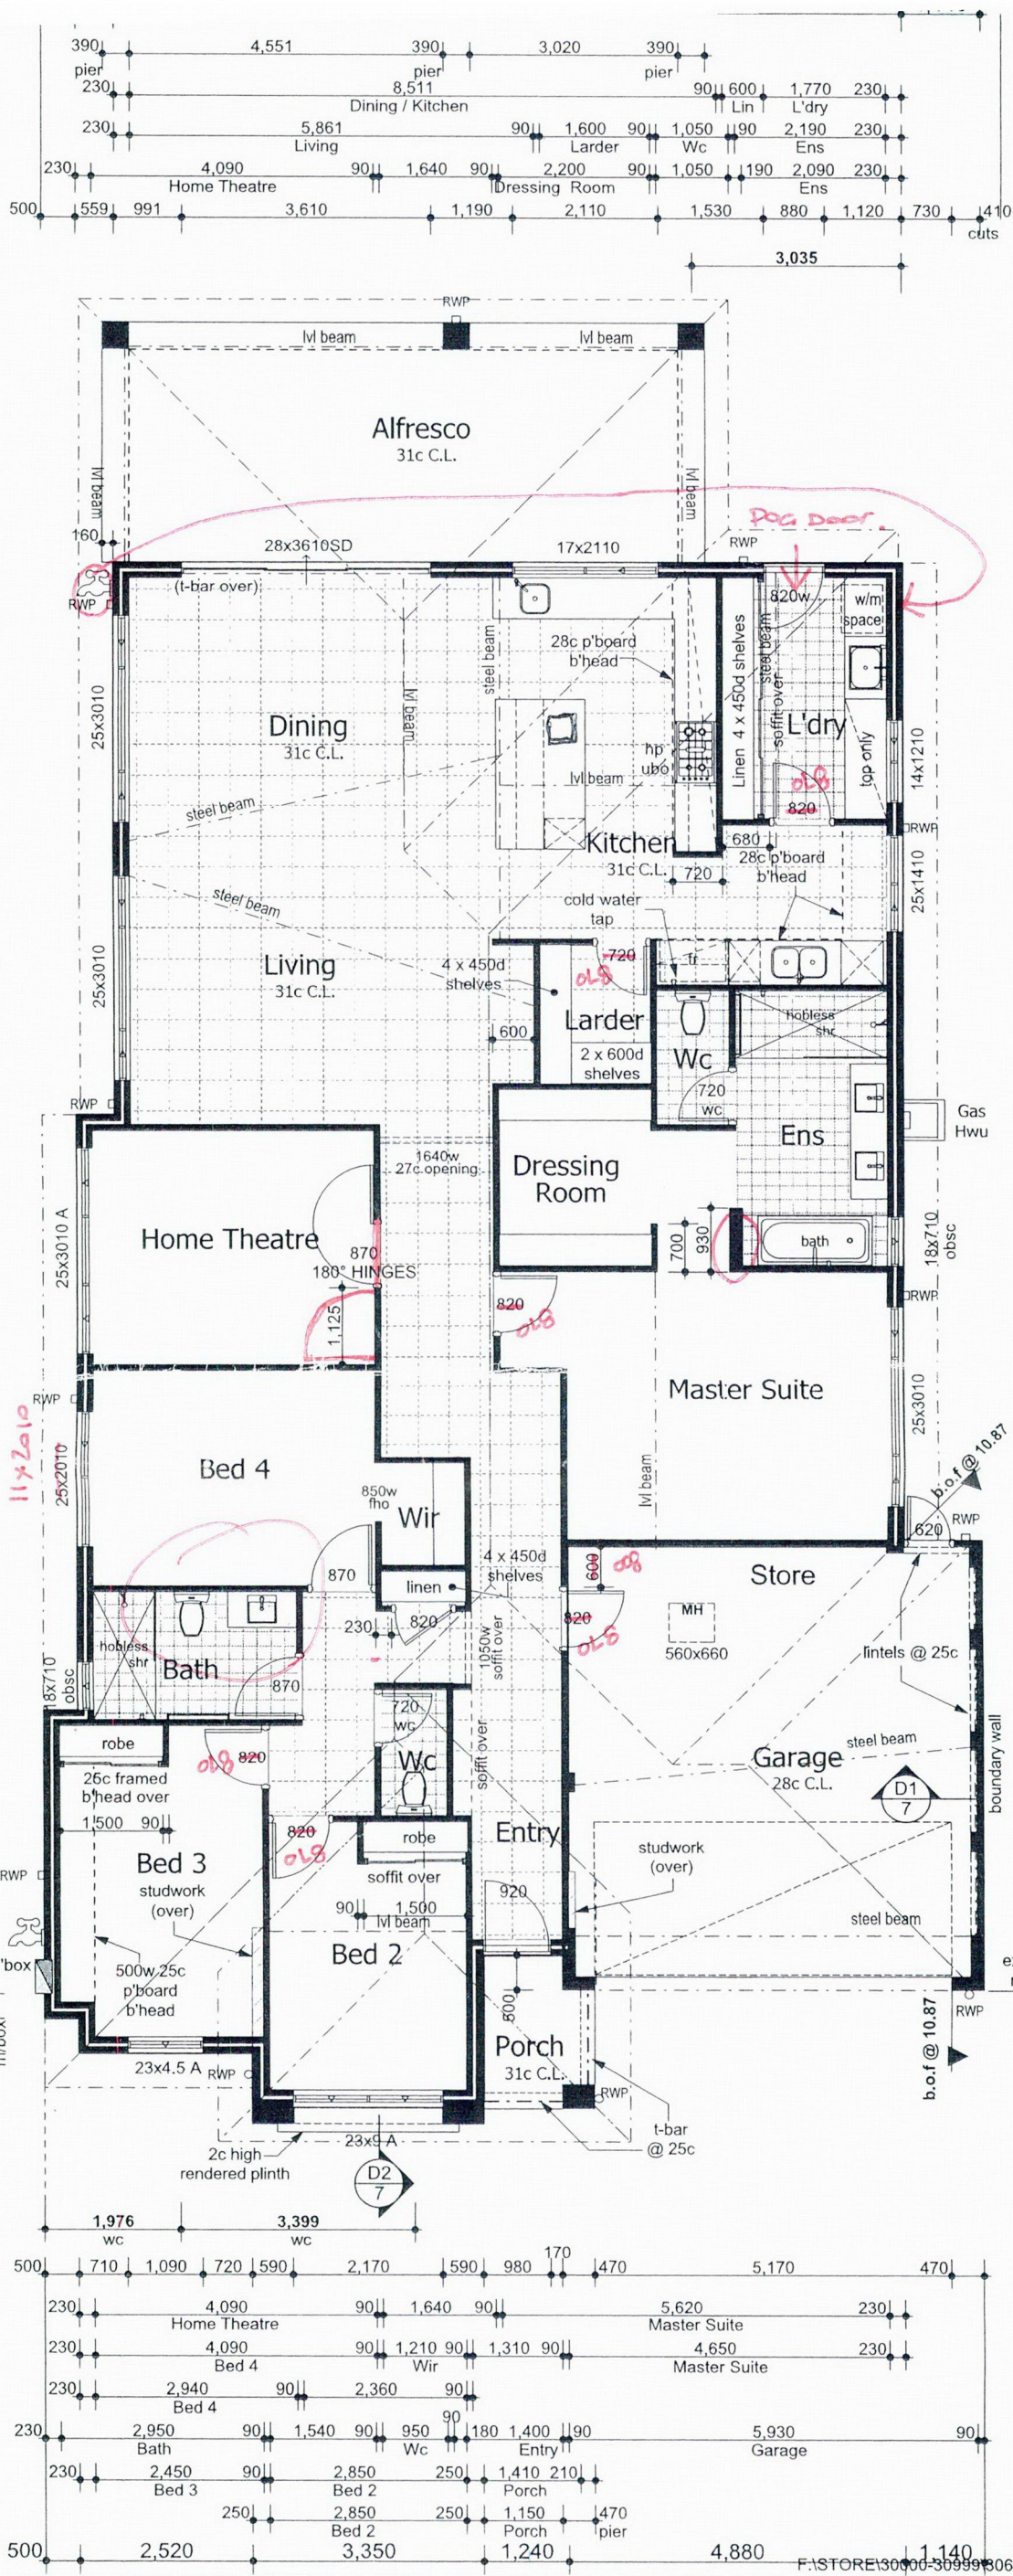 390 4,551 390 3,020 390
pier pier pier
230 8,511 90 600 1,770 230
Dining / Kitchen Lin L'dry
230 5,861 90 1,600 90 1,050 90 2,190 230
Living Larder Wc Ens
230 4,090 90 1,640 90 2,200 90 1,050 190 2,090 230
Home Theatre Dressing Room Ens
500 559 991 3,610 1,190 2,110 1,530 880 1,120 730 410
cuts
3,035
RWP
lvl beam lvl beam
Alfresco
31c C.L.
lvl beam lvl beam
DOG DOOR.
160 28x3610SD 17x2110 RWP
(t-bar over)
RWP
820w w/m
space
28c p'board
b'head
steel beam
lvl beam
Linen 4 x 450d shelves
steel beam
soffit over
25x3010
Dining
31c C.L.
L'dry
hp
ubo
lvl beam
top only
14x1210
870
820
steel beam
Kitchen
31c C.L.
680
28c p'board
b'head
RWP
720
25x1410
steel beam
cold water
tap
25x3010
Living
31c C.L.
4 x 450d
shelves
720
870
fr
Larder
600
2 x 600d
shelves
hobless
shr
Wc
720
wc
RWP
Gas
Hwu
Ens
1640w
27c opening
Dressing
Room
25x3010 A
Home Theatre
870
180° HINGES
1,125
700
930
bath
18x710
obsc
820
870
RWP
Master Suite
25x3010
RWP
11x2010
25x2010
Bed 4
850w
fho
Wir
lvl beam
b.o.f @ 10.87
620
RWP
870
4 x 450d
shelves
linen
600
800
Store
820
870
MH
560x660
230
820
1050w
soffit over
hobless
shr
Bath
870
lintels @ 25c
18x710
obsc
720
wc
Wc
soffit over
robe
820
870
25c framed
b'head over
Garage
28c C.L.
steel beam
D1
7
boundary wall
1,500 90
820
870
robe
Entry
Bed 3
studwork
(over)
soffit over
studwork
(over)
RWP
920
90 1,500
lvl beam
steel beam
Bed 2
'box
500w 25c
p'board
b'head
600
RWP
b.o.f @ 10.87
Porch
31c C.L.
23x4.5 A
RWP
RWP
t-bar
@ 25c
23x9 A
2c high
rendered plinth
D2
7
1,976 3,399
wc wc
500 710 1,090 720 590 2,170 590 980 170 470 5,170 470
230 4,090 90 1,640 90 5,620 230
Home Theatre Master Suite
230 4,090 90 1,210 90 1,310 90 4,650 230
Bed 4 Wir Master Suite
230 2,940 90 2,360 90
Bed 4
230 2,950 90 1,540 90 950 90 180 1,400 90 5,930 90
Bath Wc Entry Garage
230 2,450 90 2,850 250 1,410 210
Bed 3 Bed 2 Porch
250 2,850 250 1,150 470
Bed 2 Porch pier
500 2,520 3,350 1,240 4,880 1,140